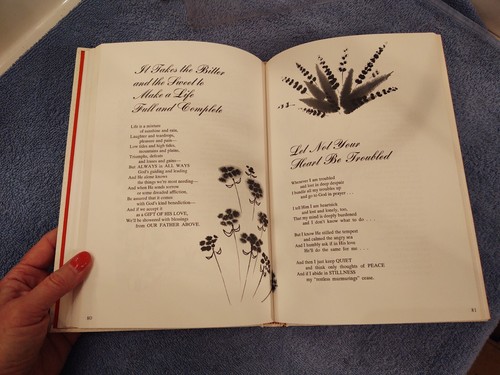 It Takes the Bitter
and the Sweet to
Make a Life
Full and Complete
Life is a mixture
of sunshine and rain,
Laughter and teardrops,
pleasure and pain—
Low tides and high tides,
mountains and plains,
Triumphs, defeats
and losses and gains—
But ALWAYS in ALL WAYS
God's guiding and leading
And He alone knows
the things we're most needing—
And when He sends sorrow
or some dreaded affliction,
Be assured that it comes
with God's kind benediction—
And if we accept it
as a GIFT OF HIS LOVE,
We'll be showered with blessings
from OUR FATHER ABOVE.
80
Let Not Your
Heart Be Troubled
Whenever I am troubled
and lost in deep despair
I bundle all my troubles up
and go to God in prayer . . .
I tell Him I am heartsick
and lost and lonely, too,
That my mind is deeply burdened
and I don't know what to do . . .
But I know He stilled the tempest
and calmed the angry sea
And I humbly ask if in His love
He'll do the same for me . . .
And then I just keep QUIET
and think only thoughts of PEACE
And if I abide in STILLNESS
my "restless murmurings" cease.
81